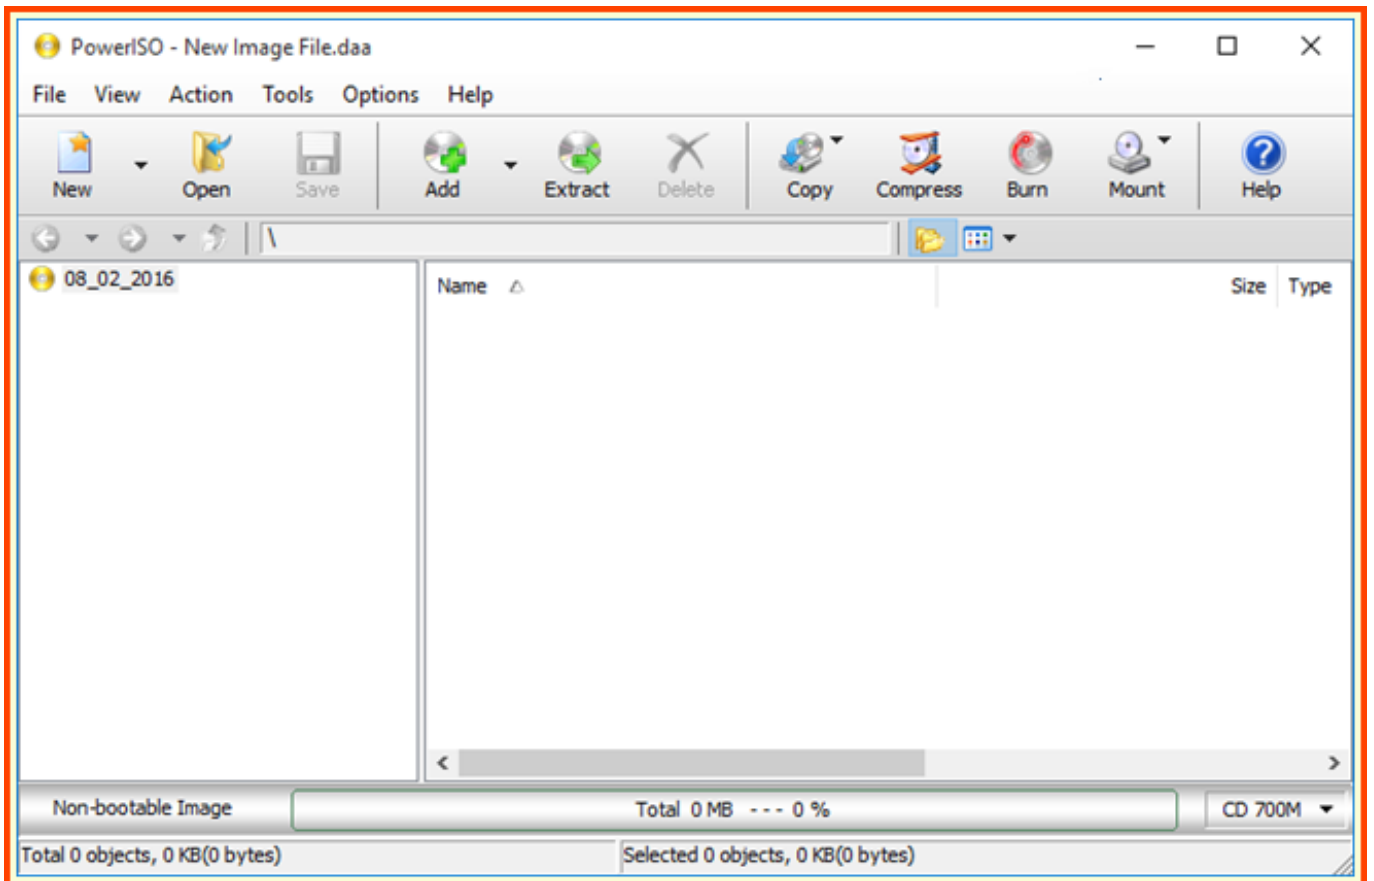 PowerISO - New Image File.daa
File View Action Tools Options Help
New Open Save Add Extract Delete Copy Compress Burn Mount Help
\
08_02_2016
Name Size Type
Non-bootable Image Total 0 MB --- 0 % CD 700M
Total 0 objects, 0 KB(0 bytes) Selected 0 objects, 0 KB(0 bytes)